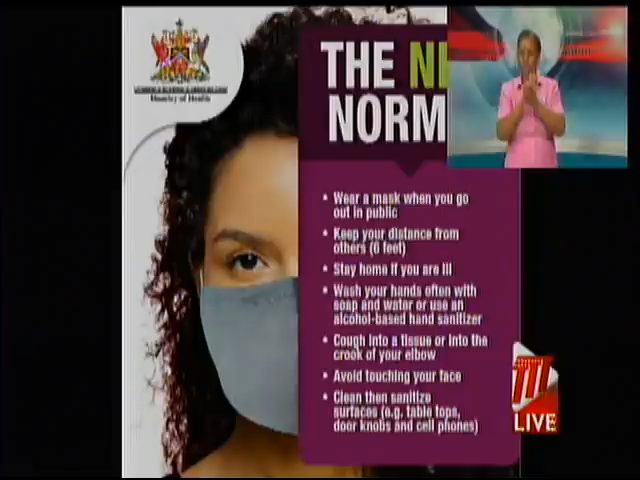 Ministry of Health
THE
NORM
• Wear a mask when you go
out in public
• Keep your distance from
others (6 feet)
• Stay home if you are ill
• Wash your hands often with
soap and water or use an
alcohol-based hand sanitizer
• Cough into a tissue or into the
crook of your elbow
• Avoid touching your face
• Clean then sanitize
surfaces (e.g. table tops,
door knobs and cell phones)
LIVE